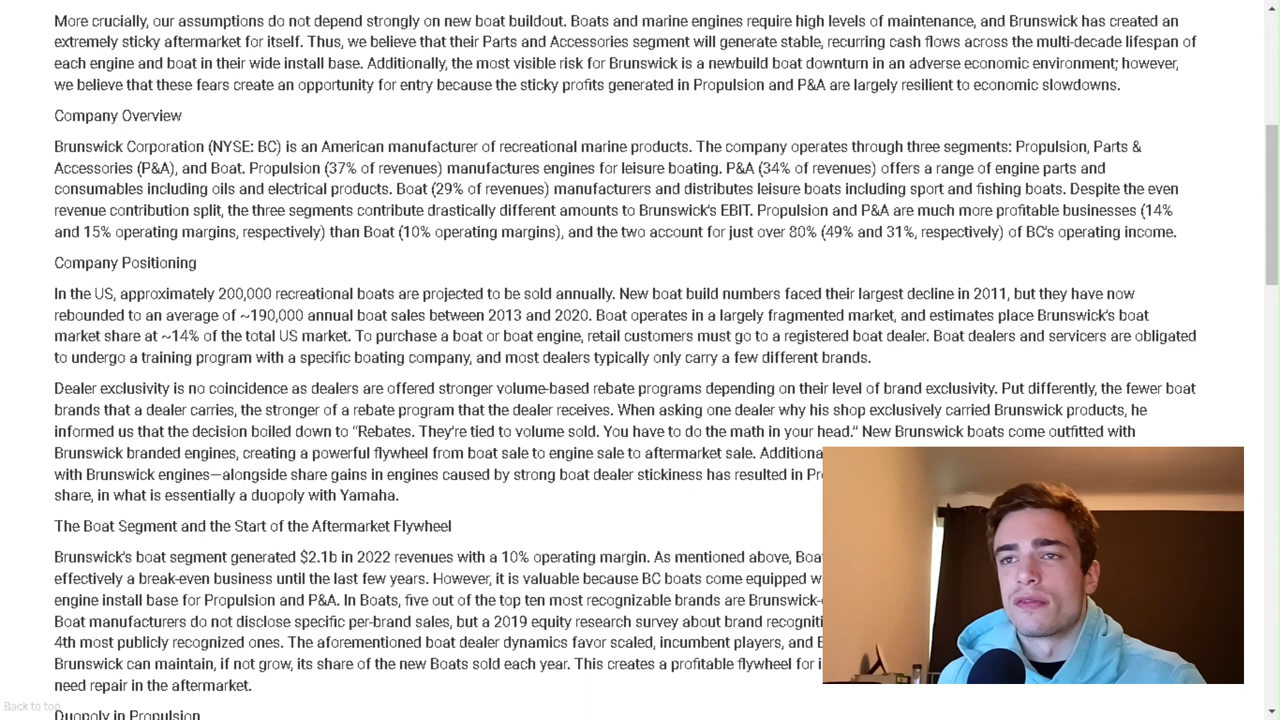 More crucially, our assumptions do not depend strongly on new boat buildout. Boats and marine engines require high levels of maintenance, and Brunswick has created an
extremely sticky aftermarket for itself. Thus, we believe that their Parts and Accessories segment will generate stable, recurring cash flows across the multi-decade lifespan of
each engine and boat in their wide install base. Additionally, the most visible risk for Brunswick is a newbuild boat downturn in an adverse economic environment; however,
we believe that these fears create an opportunity for entry because the sticky profits generated in Propulsion and P&A are largely resilient to economic slowdowns.
Company Overview
Brunswick Corporation (NYSE: BC) is an American manufacturer of recreational marine products. The company operates through three segments: Propulsion, Parts &
Accessories (P&A), and Boat. Propulsion (37% of revenues) manufactures engines for leisure boating. P&A (34% of revenues) offers a range of engine parts and
consumables including oils and electrical products. Boat (29% of revenues) manufacturers and distributes leisure boats including sport and fishing boats. Despite the even
revenue contribution split, the three segments contribute drastically different amounts to Brunswick's EBIT. Propulsion and P&A are much more profitable businesses (14%
and 15% operating margins, respectively) than Boat (10% operating margins), and the two account for just over 80% (49% and 31%, respectively) of BC's operating income.
Company Positioning
In the US, approximately 200,000 recreational boats are projected to be sold annually. New boat build numbers faced their largest decline in 2011, but they have now
rebounded to an average of ~190,000 annual boat sales between 2013 and 2020. Boat operates in a largely fragmented market, and estimates place Brunswick's boat
market share at ~14% of the total US market. To purchase a boat or boat engine, retail customers must go to a registered boat dealer. Boat dealers and servicers are obligated
to undergo a training program with a specific boating company, and most dealers typically only carry a few different brands.
Dealer exclusivity is no coincidence as dealers are offered stronger volume-based rebate programs depending on their level of brand exclusivity. Put differently, the fewer boat
brands that a dealer carries, the stronger of a rebate program that the dealer receives. When asking one dealer why his shop exclusively carried Brunswick products, he
informed us that the decision boiled down to “Rebates. They're tied to volume sold. You have to do the math in your head.” New Brunswick boats come outfitted with
Brunswick branded engines, creating a powerful flywheel from boat sale to engine sale to aftermarket sale. Additiona
with Brunswick engines—alongside share gains in engines caused by strong boat dealer stickiness has resulted in Pr
share, in what is essentially a duopoly with Yamaha.
The Boat Segment and the Start of the Aftermarket Flywheel
Brunswick's boat segment generated $2.1b in 2022 revenues with a 10% operating margin. As mentioned above, Boa
effectively a break-even business until the last few years. However, it is valuable because BC boats come equipped w
engine install base for Propulsion and P&A. In Boats, five out of the top ten most recognizable brands are Brunswick-
Boat manufacturers do not disclose specific per-brand sales, but a 2019 equity research survey about brand recogniti
4th most publicly recognized ones. The aforementioned boat dealer dynamics favor scaled, incumbent players, and B
Brunswick can maintain, if not grow, its share of the new Boats sold each year. This creates a profitable flywheel for i
need repair in the aftermarket.
Back to top
Duopoly in Propulsion